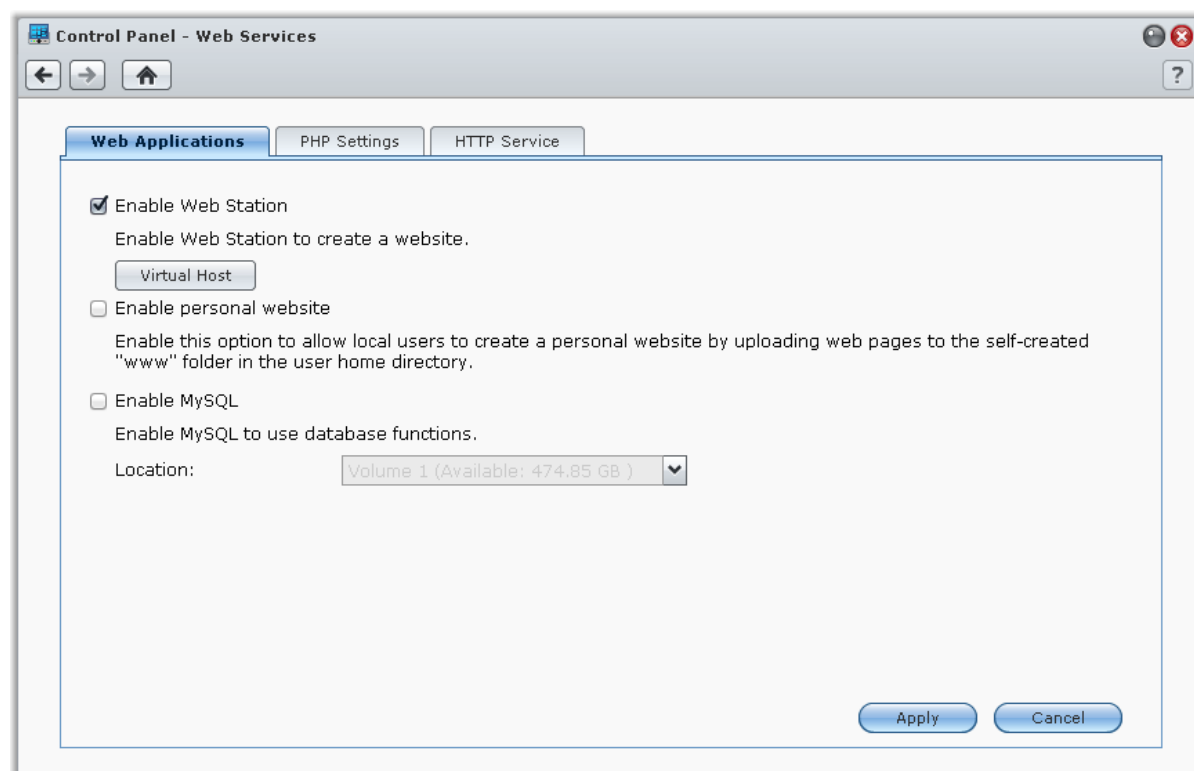 Control Panel - Web Services
?
Web Applications
PHP Settings
HTTP Service
Enable Web Station
Enable Web Station to create a website.
Virtual Host
Enable personal website
Enable this option to allow local users to create a personal website by uploading web pages to the self-created
"www" folder in the user home directory.
Enable MySQL
Enable MySQL to use database functions.
Location:
Volume 1 (Available: 474.85 GB )
Apply
Cancel